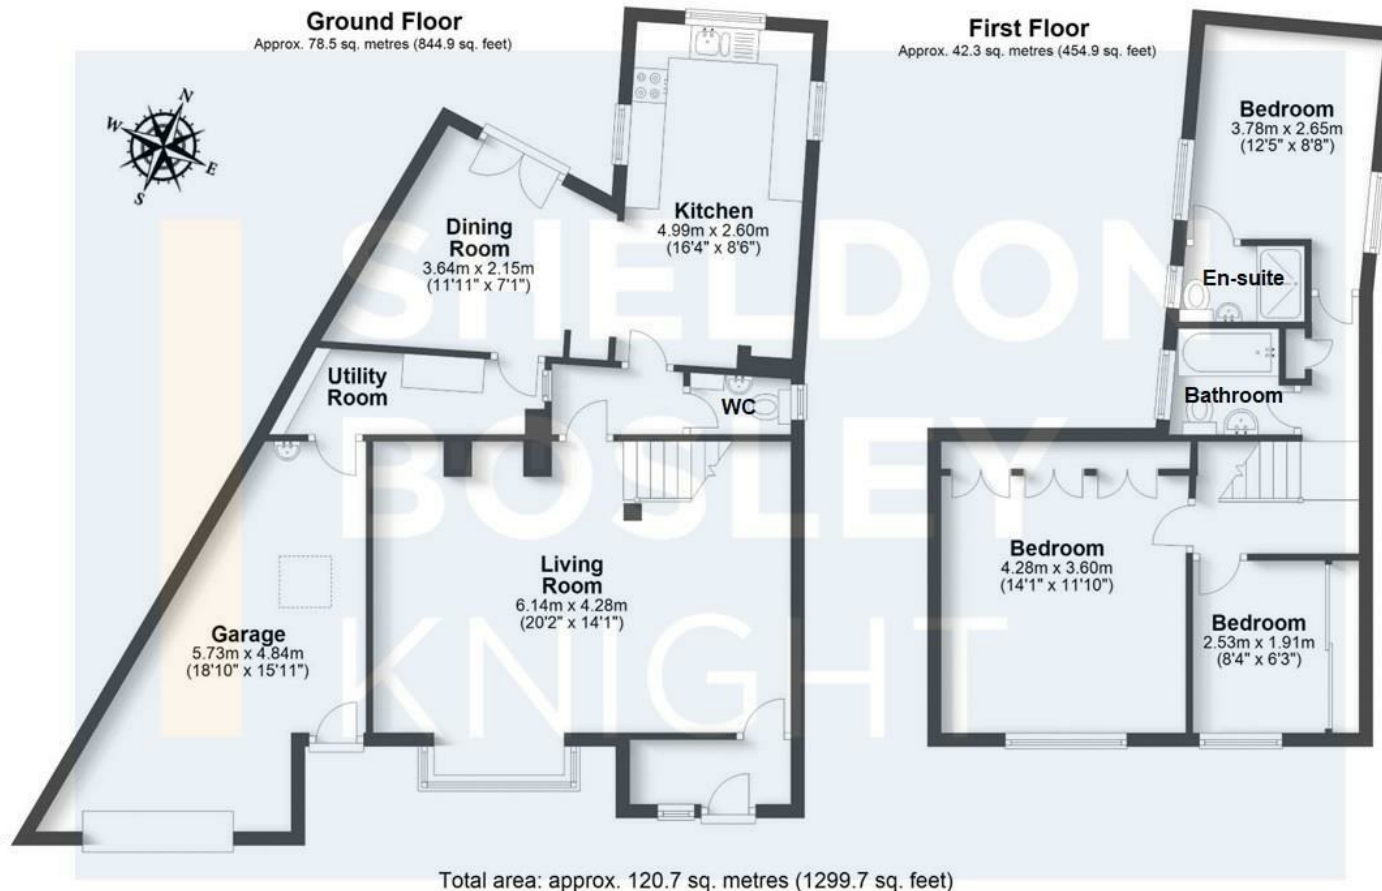 Ground Floor
Approx. 78.5 sq. metres (844.9 sq. feet)
First Floor
Approx. 42.3 sq. metres (454.9 sq. feet)
N
W
E
S
Dining
Room
3.64m x 2.15m
(11'11" x 7'1")
Kitchen
4.99m x 2.60m
(16'4" x 8'6")
Utility
Room
WC
Living
Room
6.14m x 4.28m
(20'2" x 14'1")
Garage
5.73m x 4.84m
(18'10" x 15'11")
Bedroom
3.78m x 2.65m
(12'5" x 8'8")
En-suite
Bathroom
Bedroom
4.28m x 3.60m
(14'1" x 11'10")
Bedroom
2.53m x 1.91m
(8'4" x 6'3")
SHELDON
BOSLEY
KNIGHT
Total area: approx. 120.7 sq. metres (1299.7 sq. feet)